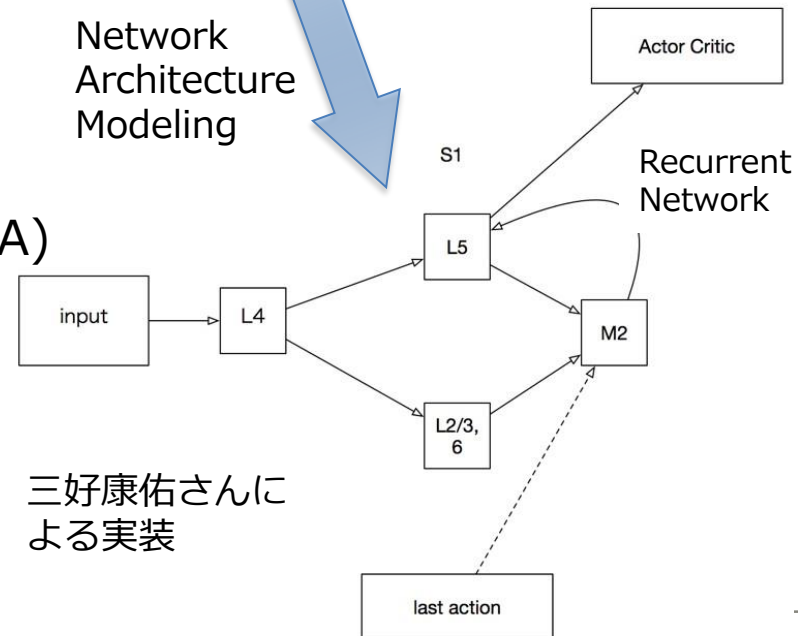 Network
Architecture
Modeling
Actor Critic
S1
Recurrent
Network
A)
L5
input
L4
M2
L2/3,
6
三好康佑さんに
よる実装
last action